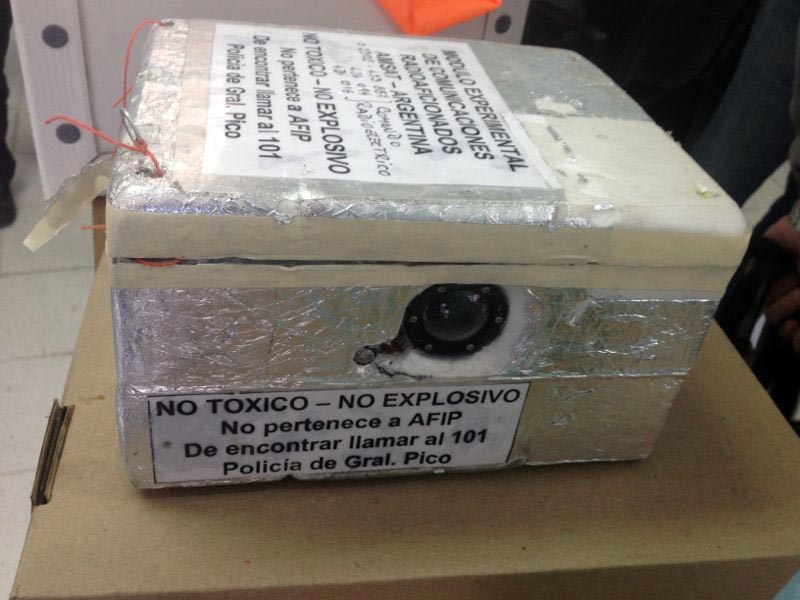 MODULO EXPERIMENTAL
DE COMUNICACIONES
RADIOAFICIONADOS
AMSAT – ARGENTINA
RADIOELÉCTRICO
NO TOXICO – NO EXPLOSIVO
No pertenece a AFIP
De encontrar llamar al 101
Policía de Gral. Pico
NO TOXICO – NO EXPLOSIVO
No pertenece a AFIP
De encontrar llamar al 101
Policía de Gral. Pico